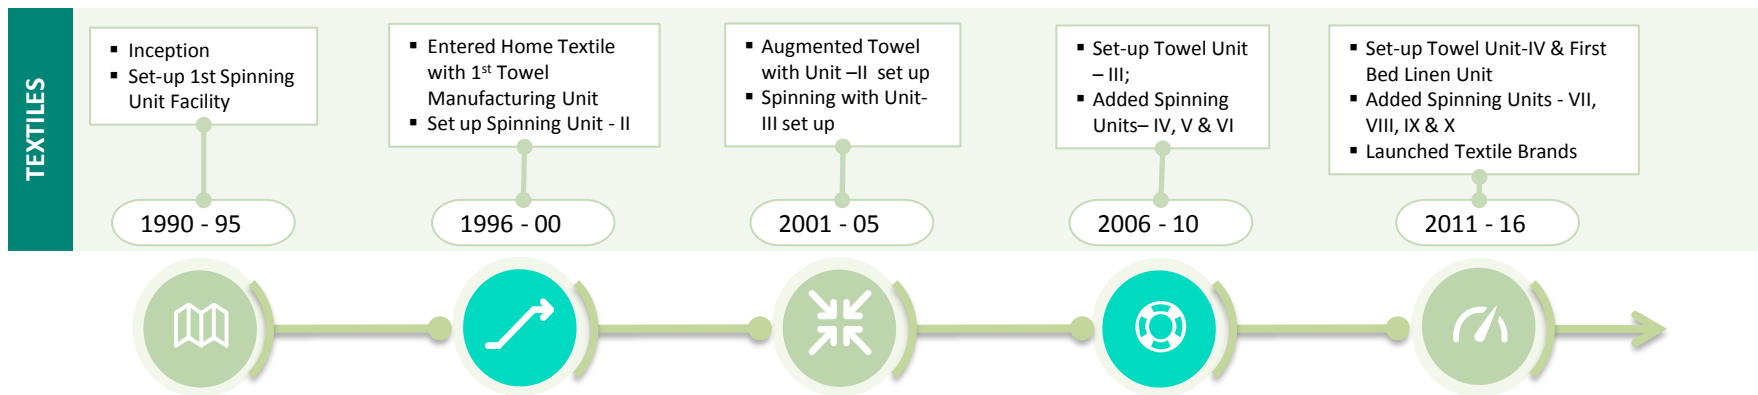 TEXTILES
▪ Inception
▪ Set-up 1st Spinning
Unit Facility
1990 - 95
▪ Entered Home Textile
with 1st Towel
Manufacturing Unit
▪ Set up Spinning Unit - II
1996 - 00
▪ Augmented Towel
with Unit –II set up
▪ Spinning with Unit-
III set up
2001 - 05
▪ Set-up Towel Unit
– III;
▪ Added Spinning
Units– IV, V & VI
2006 - 10
▪ Set-up Towel Unit-IV & First
Bed Linen Unit
▪ Added Spinning Units - VII,
VIII, IX & X
▪ Launched Textile Brands
2011 - 16